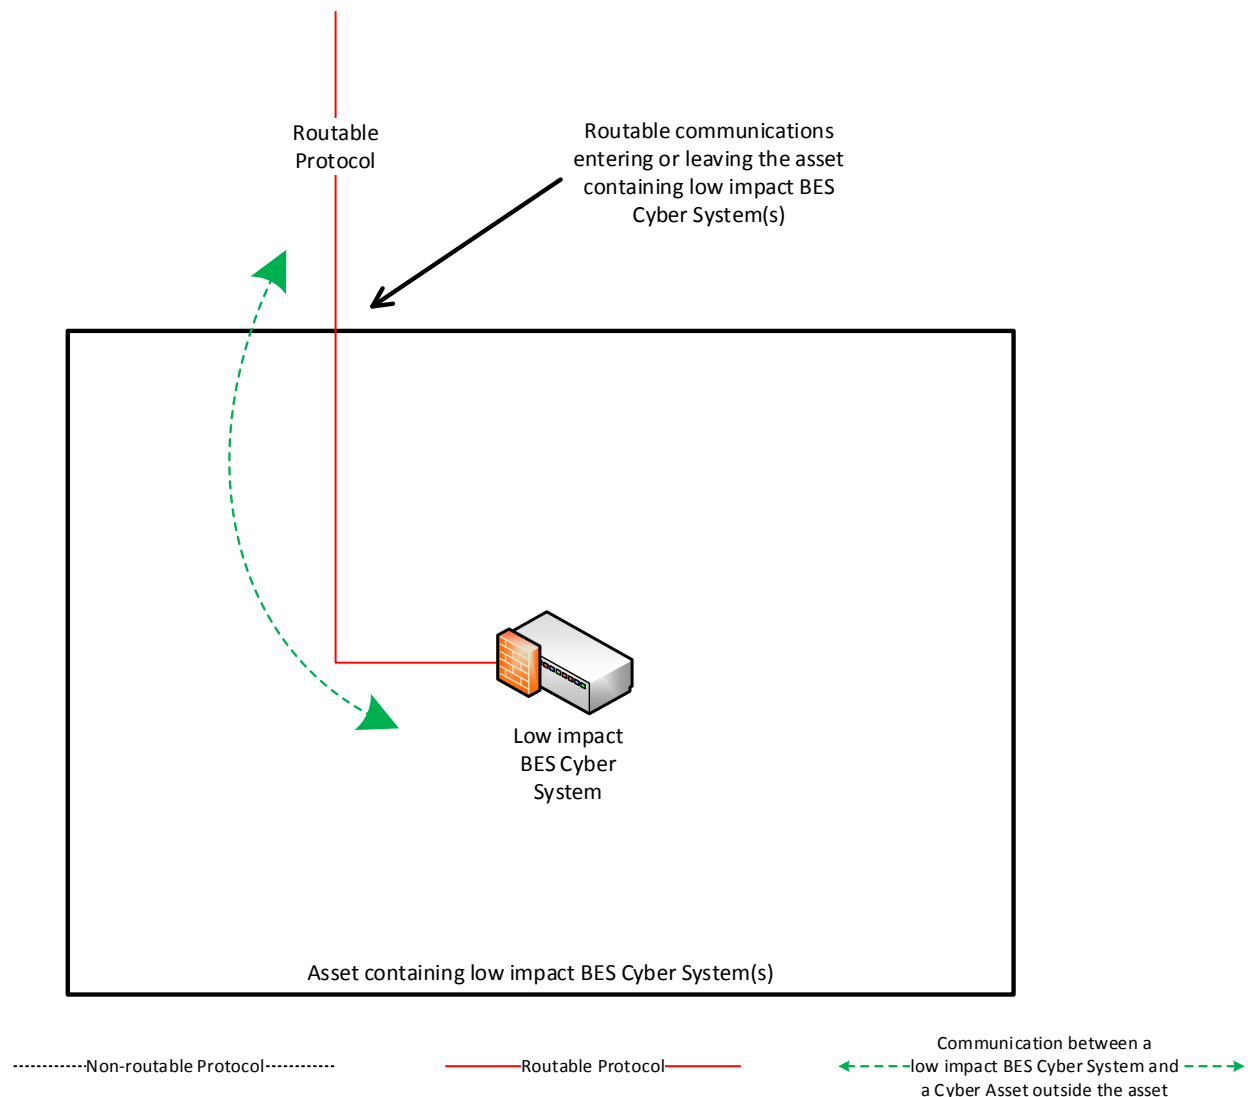 Routable
Protocol
Routable communications
entering or leaving the asset
containing low impact BES
Cyber System(s)
Low impact
BES Cyber
System
Asset containing low impact BES Cyber System(s)
Non-routable Protocol
Routable Protocol
Communication between a
low impact BES Cyber System and
a Cyber Asset outside the asset